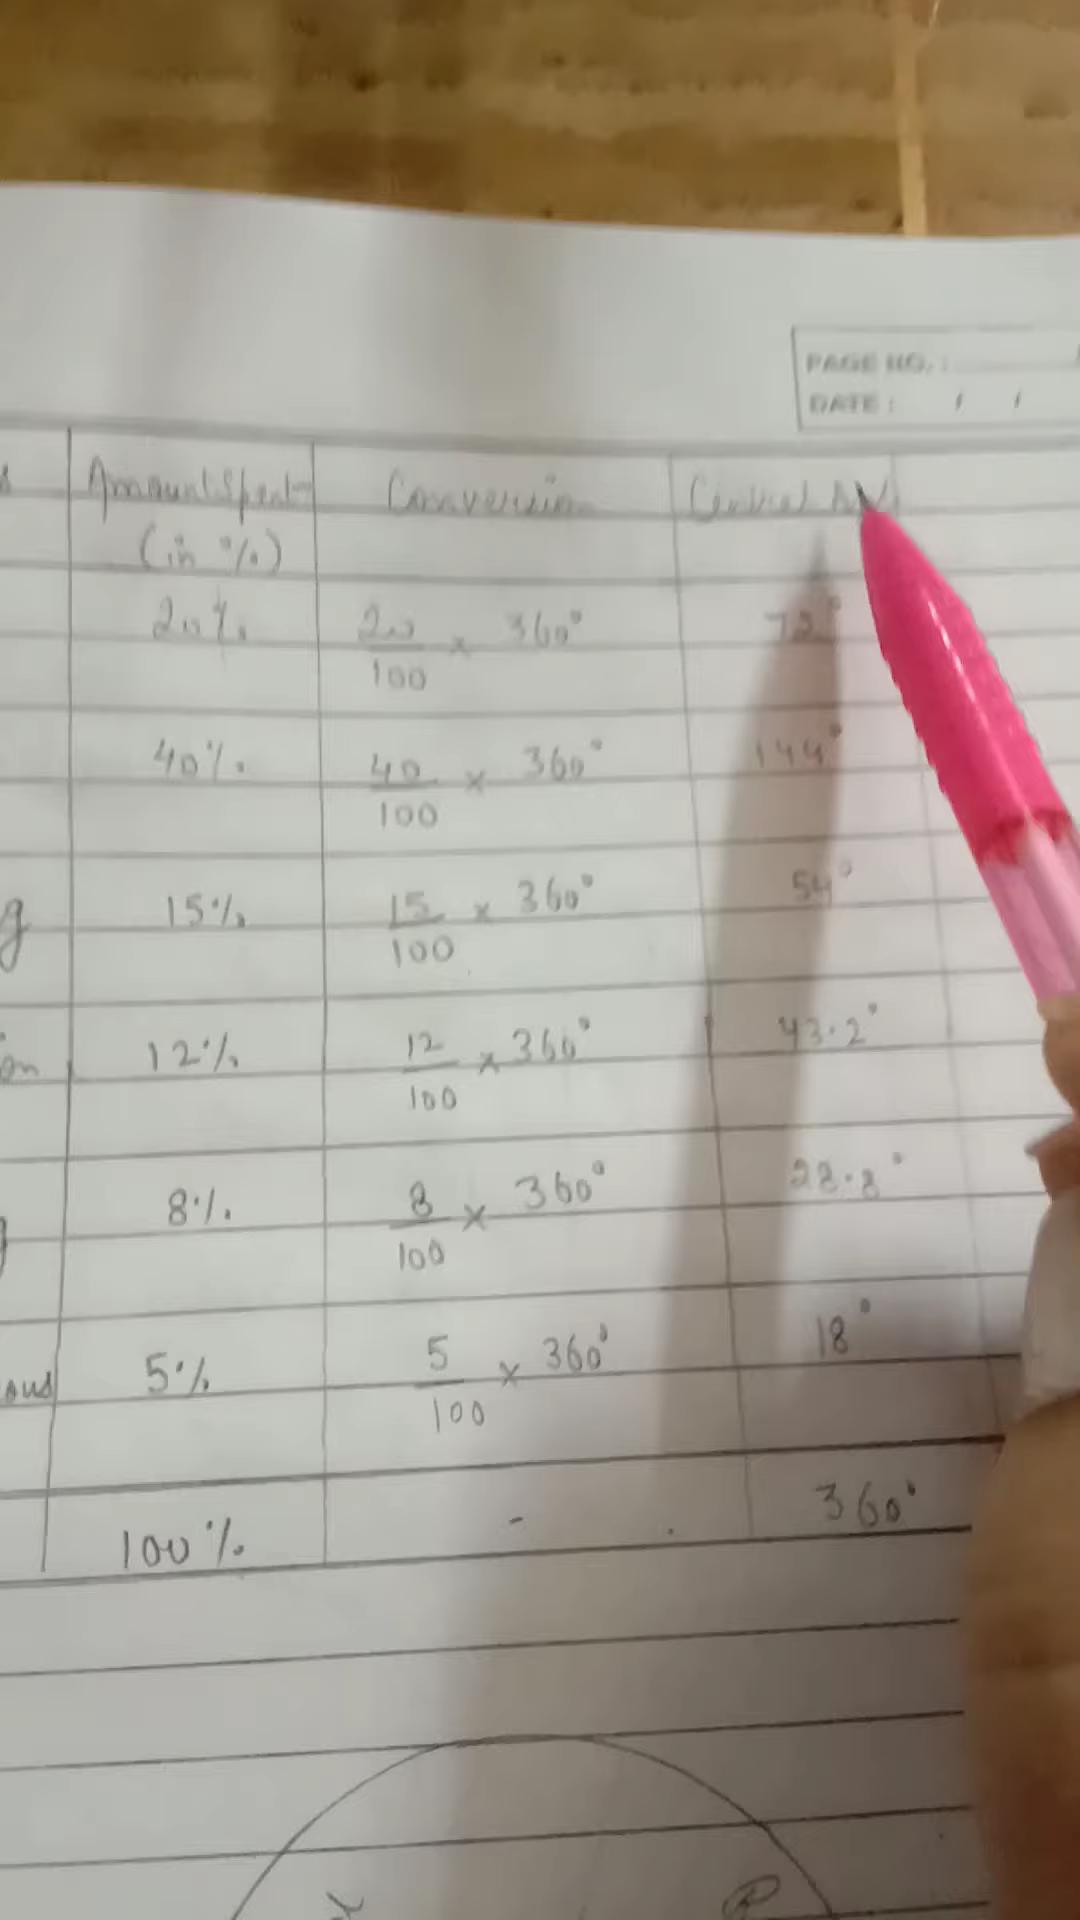 PAGE NO.:
DATE: / /
s Amount Spent Conversion Central
(in %)
20% 20/100 × 360° 72°
40% 40/100 × 360° 144°
g 15% 15/100 × 360° 54°
on 12% 12/100 × 360° 43.2°
g 8% 8/100 × 360° 28.8°
ous 5% 5/100 × 360° 18°
100% - 360°